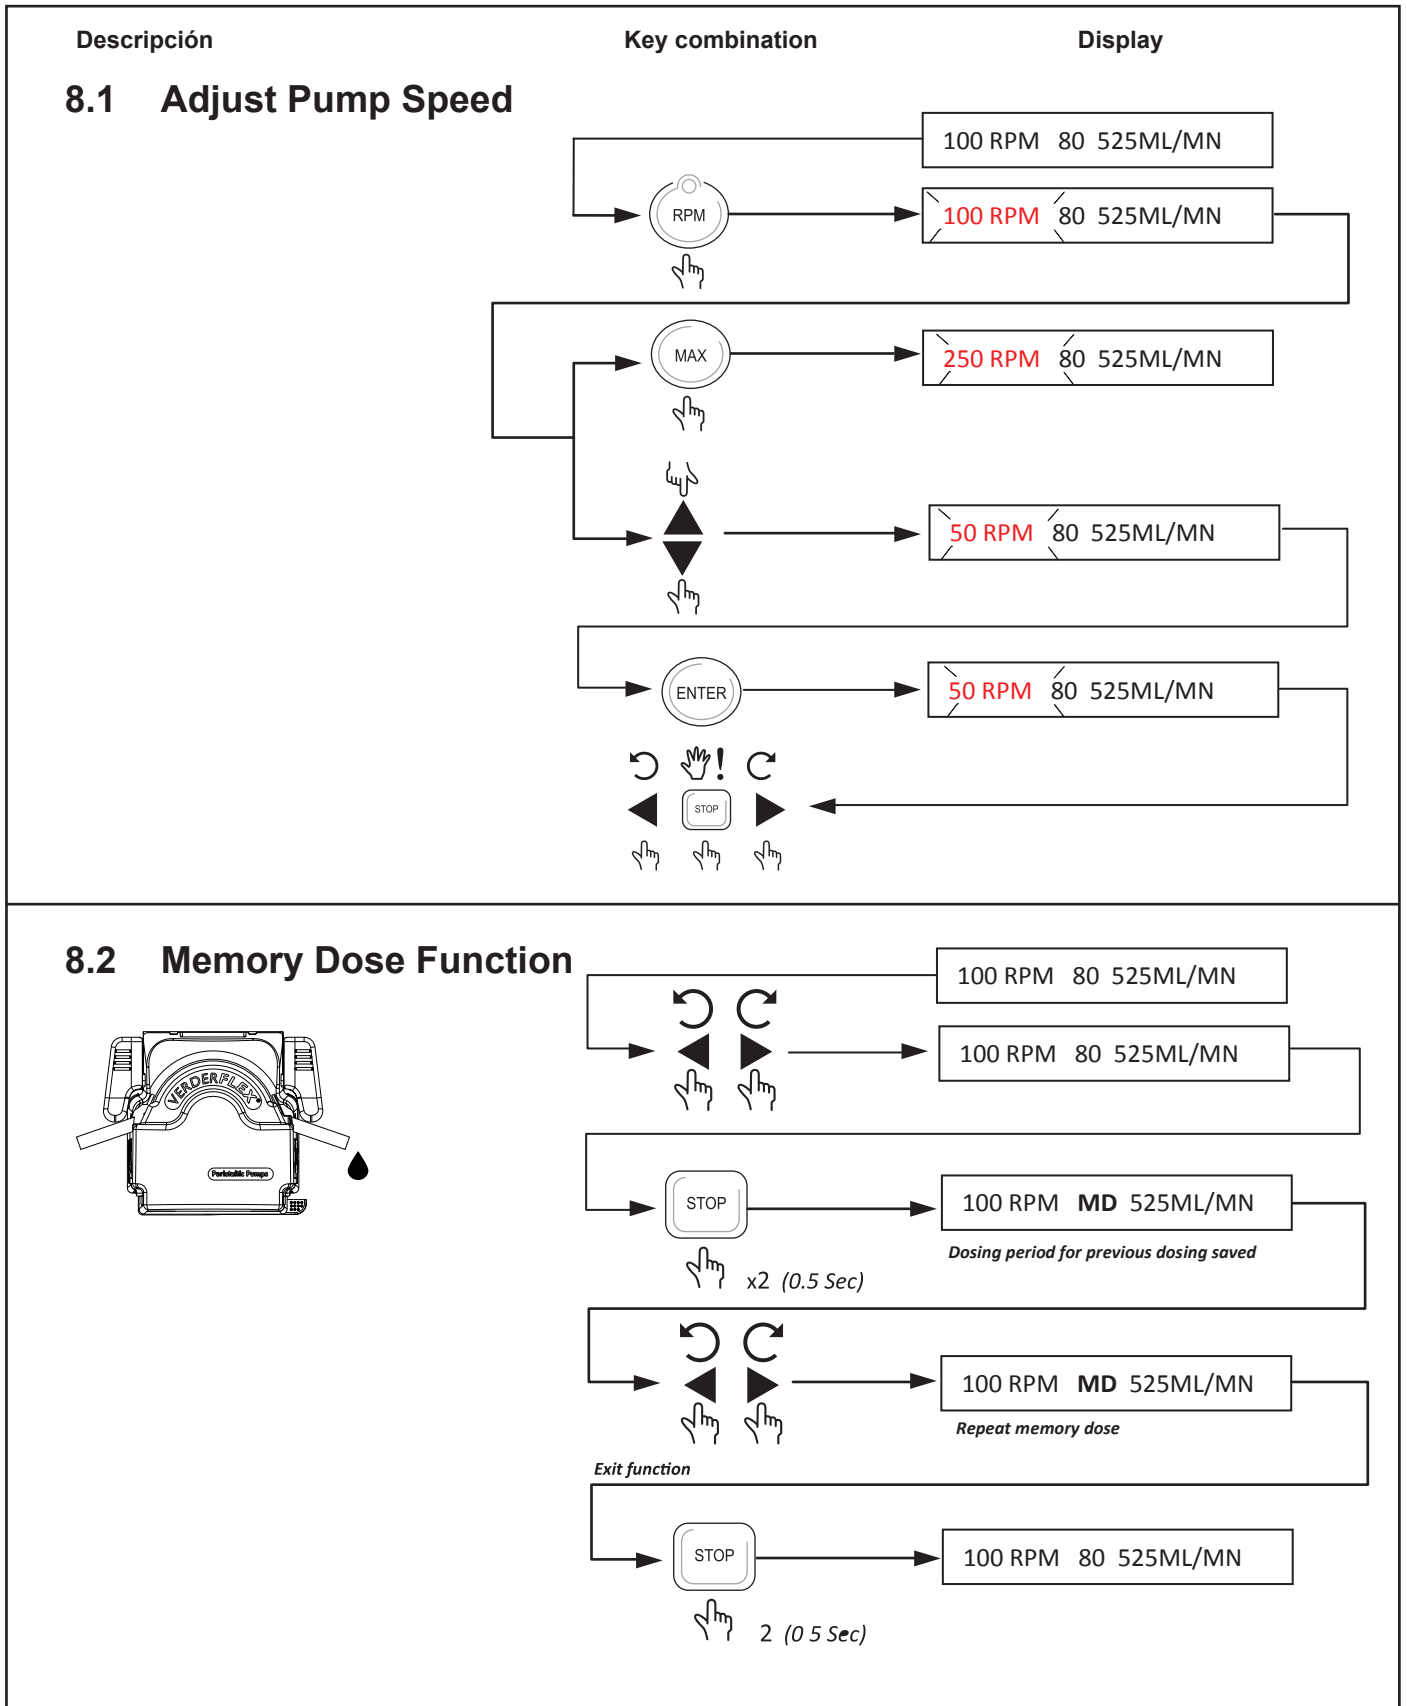 Descripción Key combination Display
8.1 Adjust Pump Speed
100 RPM 80 525ML/MN
RPM
100 RPM 80 525ML/MN
MAX
250 RPM 80 525ML/MN
50 RPM 80 525ML/MN
ENTER
50 RPM 80 525ML/MN
!
STOP
8.2 Memory Dose Function
100 RPM 80 525ML/MN
100 RPM 80 525ML/MN
VERDERFLEX
Peristaltic Pumps
STOP
100 RPM MD 525ML/MN
Dosing period for previous dosing saved
x2 (0.5 Sec)
100 RPM MD 525ML/MN
Repeat memory dose
Exit function
STOP
100 RPM 80 525ML/MN
2 (0 5 Sec)